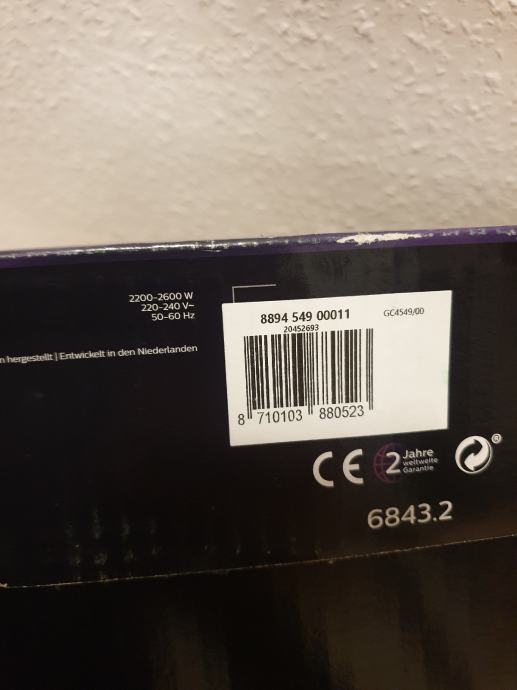 2200-2600 W
220-240 V~
50-60 Hz
hergestellt | Entwickelt in den Niederlanden
8894 549 00011
GC4549/00
20452693
8 710103 880523
CE
2 Jahre
weltweite
Garantie
®
6843.2